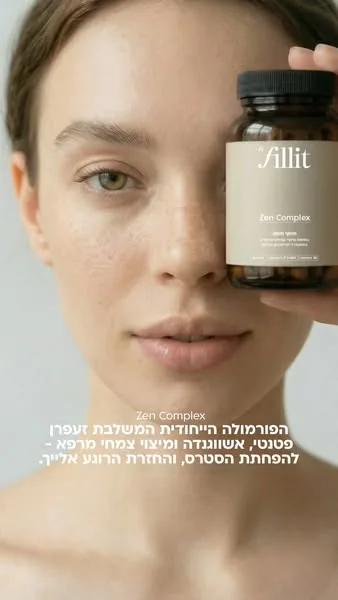 fillit
Zen Complex
Zen Complex
הפורמולה הייחודית המשלבת זעפרן
פטנטי, אשווגנדה ומיצוי צמחי מרפא -
להפחתת הסטרס, והחזרת הרוגע אלייך.